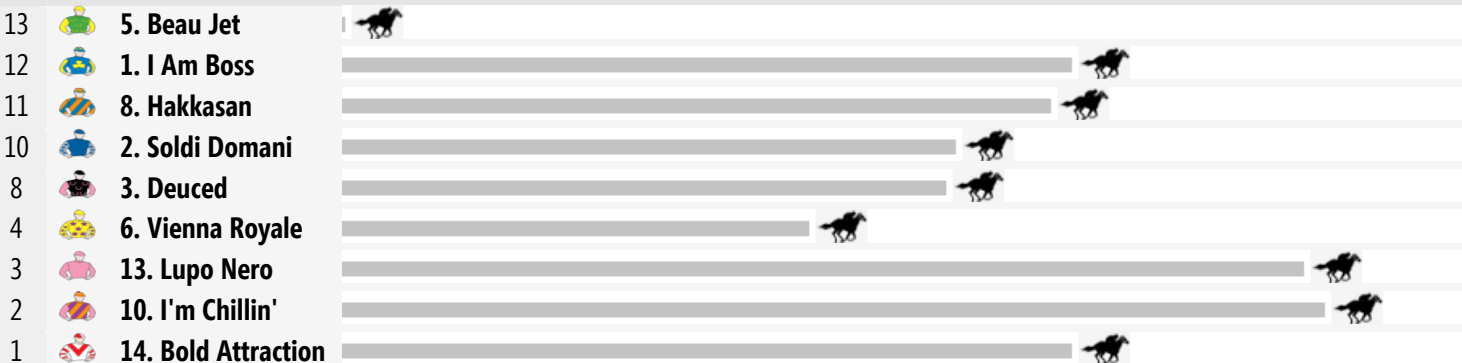 13 5. Beau Jet
12 1. I Am Boss
11 8. Hakkasan
10 2. Soldi Domani
8 3. Deuced
4 6. Vienna Royale
3 13. Lupo Nero
2 10. I'm Chillin'
1 14. Bold Attraction